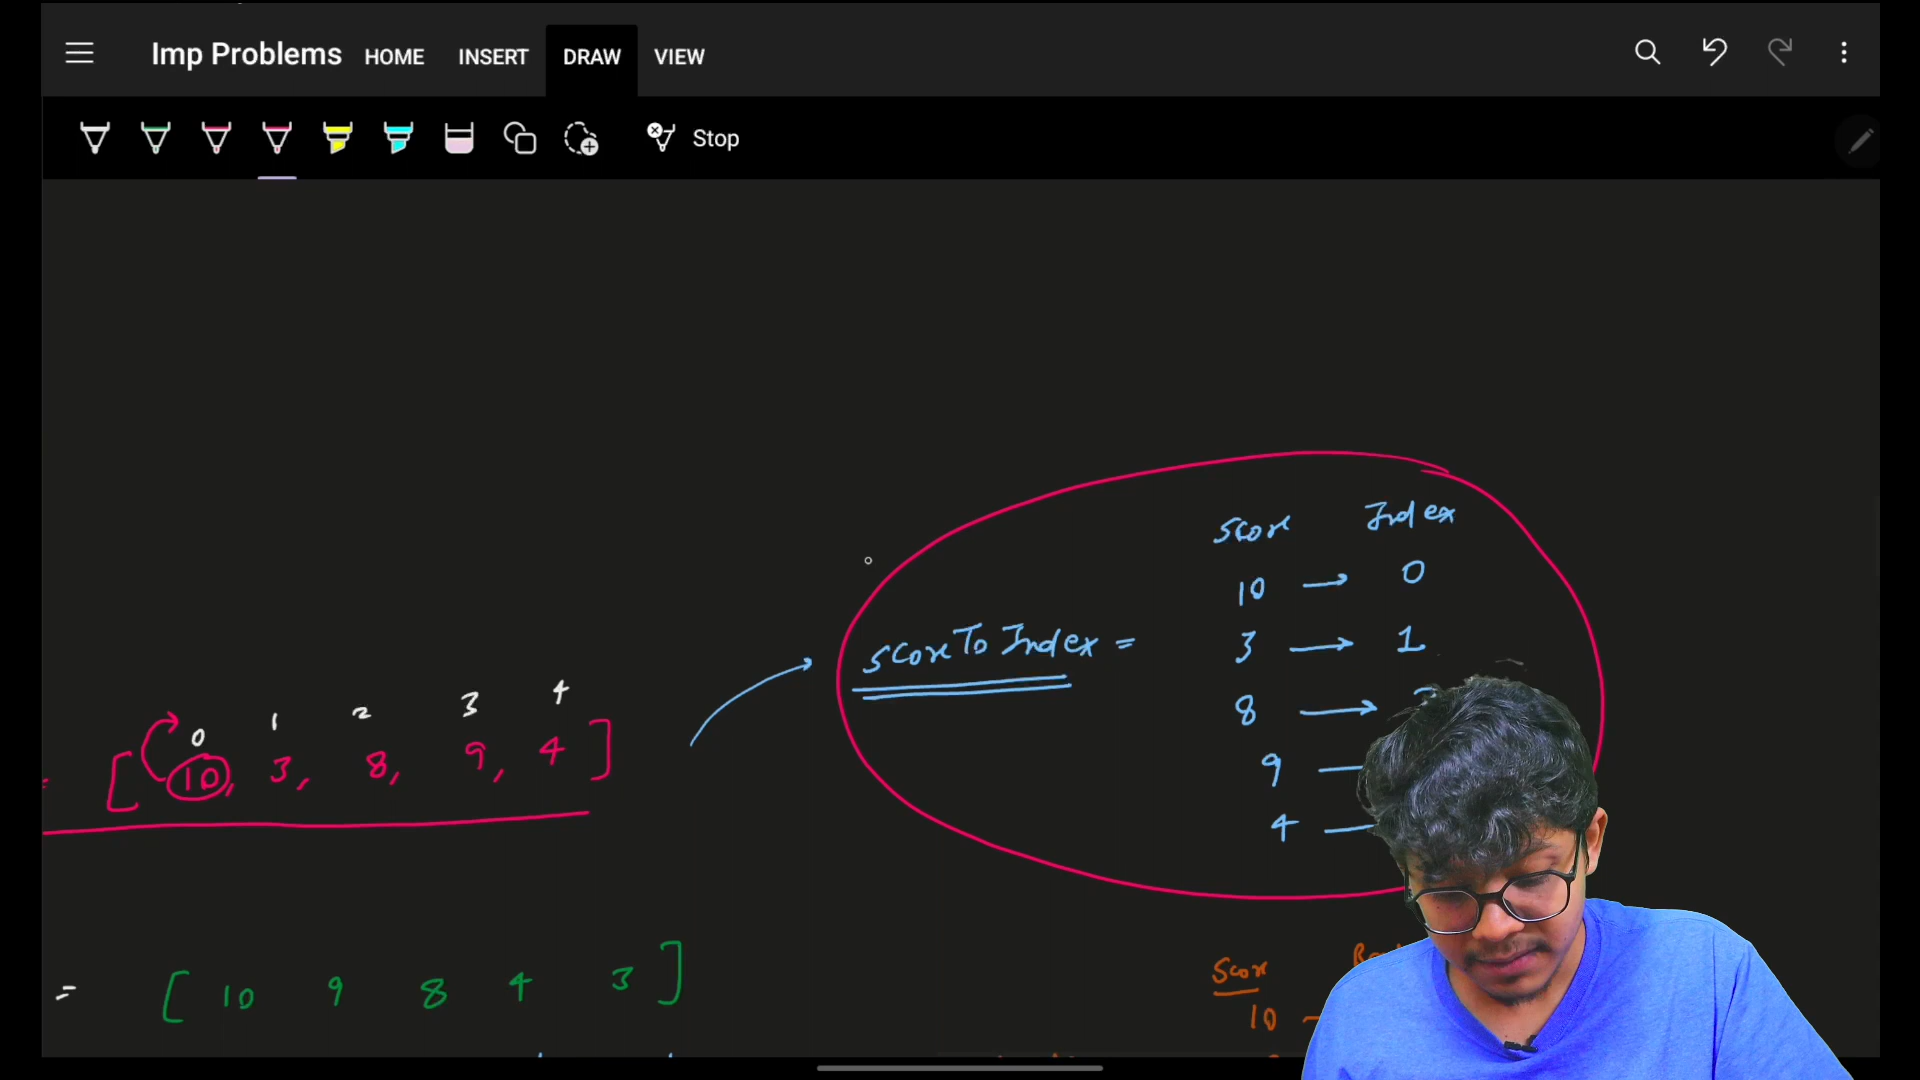 Imp Problems HOME INSERT DRAW VIEW
Stop
Score Index
10 → 0
scoreToIndex = 3 → 1
8 →
9
4
0 1 2 3 4
[10, 3, 8, 9, 4]
= [10 9 8 4 3]
Score
10